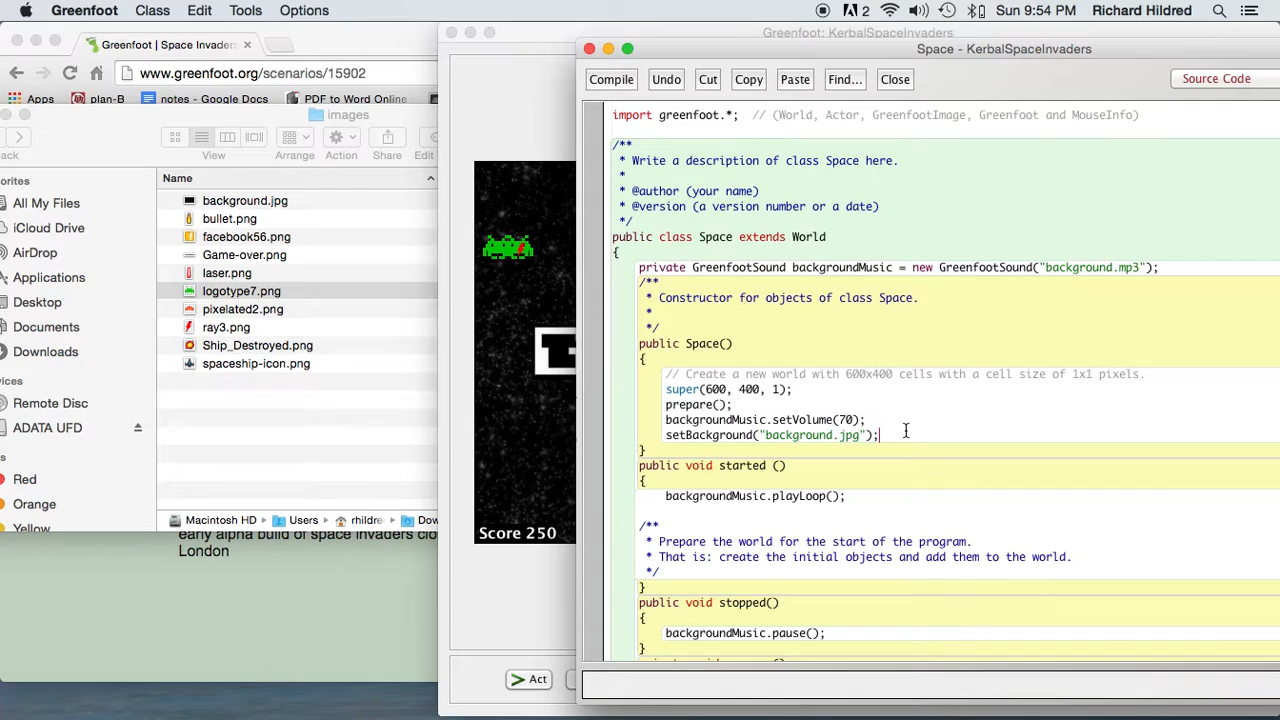 Greenfoot Class Edit Tools Options 2 Sun 9:54 PM Richard Hildred
Greenfoot | Space Invaders
www.greenfoot.org/scenarios/15902
Apps plan-B notes - Google Docs PDF to Word Online
images
View Arrange Action Share
Name
All My Files
iCloud Drive
AirDrop
Applications
Desktop
Documents
Downloads
Remote Disc
ADATA UFD
Red
Orange
Yellow
background.jpg
bullet.png
facebook56.png
Game-over.png
laser.png
logotype7.png
pixelated2.png
ray3.png
Ship_Destroyed.png
spaceship-icon.png
Macintosh HD Users
early alpha build of space invaders
London
Greenfoot: KerbalSpaceInvaders
Score 250
Act
Space - KerbalSpaceInvaders
Compile Undo Cut Copy Paste Find... Close Source Code
import greenfoot.*;  // (World, Actor, GreenfootImage, Greenfoot and MouseInfo)
/**
* Write a description of class Space here.
*
* @author (your name)
* @version (a version number or a date)
*/
public class Space extends World
{
private GreenfootSound backgroundMusic = new GreenfootSound("background.mp3");
/**
* Constructor for objects of class Space.
*
*/
public Space()
{
// Create a new world with 600x400 cells with a cell size of 1x1 pixels.
super(600, 400, 1);
prepare();
backgroundMusic.setVolume(70);
setBackground("background.jpg");
}
public void started ()
{
backgroundMusic.playLoop();
/**
* Prepare the world for the start of the program.
* That is: create the initial objects and add them to the world.
*/
}
public void stopped()
{
backgroundMusic.pause();
}